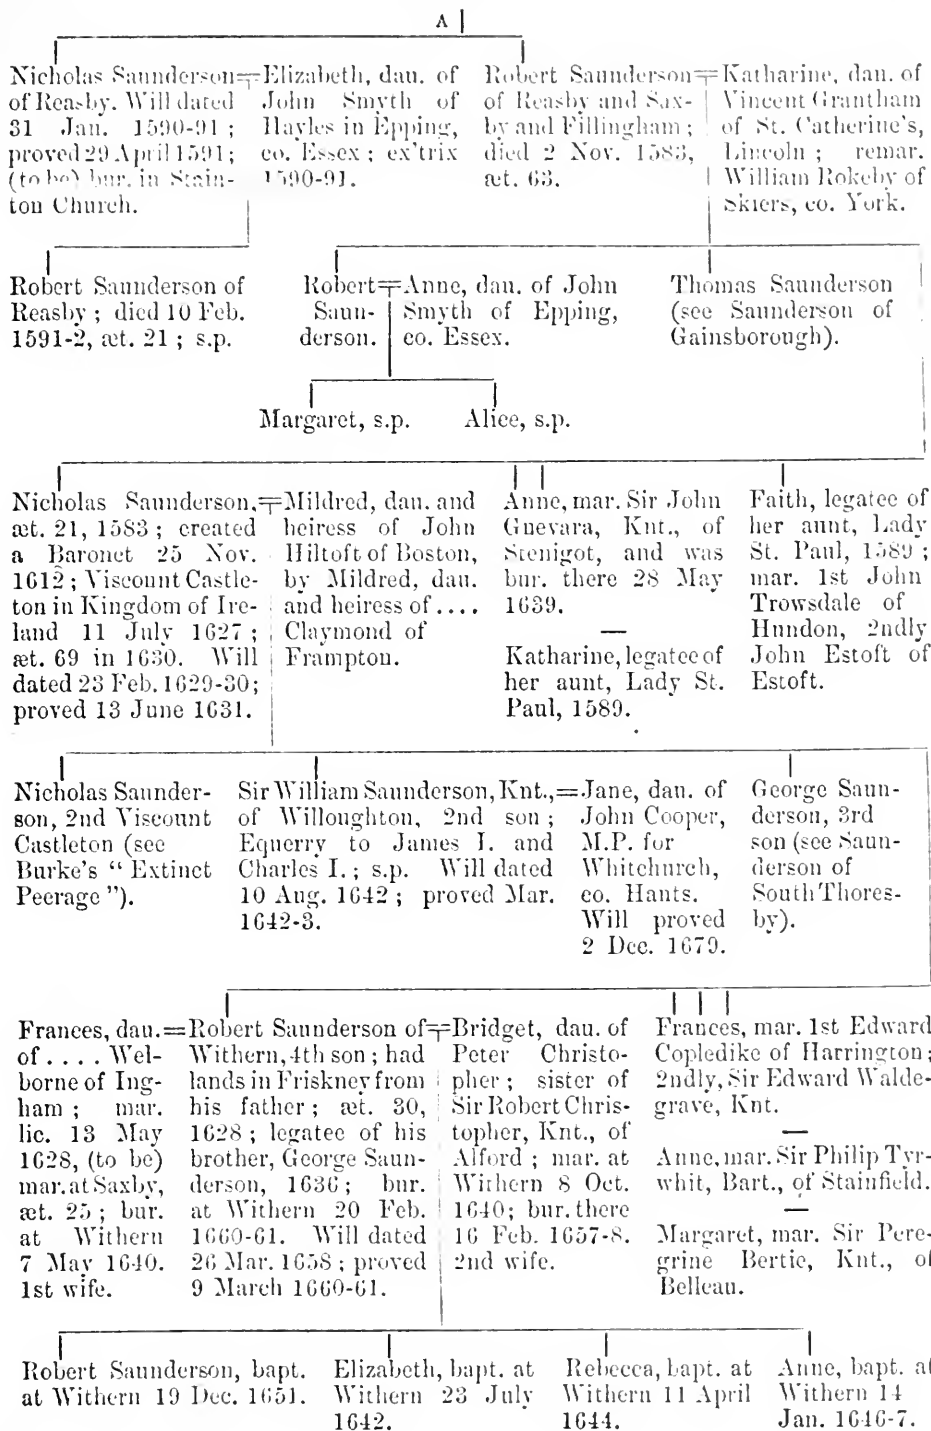 A
Nicholas Saunderson=
of Reasby. Will dated
31 Jan. 1590-91 ;
proved 29 April 1591;
(to be) bur. in Stain-
ton Church.
Elizabeth, dau. of
John Smyth of
Hayles in Epping,
co. Essex ; ex'trix
1590-91.
Robert Saunderson=
of Reasby and Sax-
by and Fillingham ;
died 2 Nov. 1583,
æt. 63.
Katharine, dau. of
Vincent Grantham
of St. Catherine's,
Lincoln ; remar.
William Rokeby of
Skiers, co. York.
Robert Saunderson of
Reasby ; died 10 Feb.
1591-2, æt. 21 ; s.p.
Robert=
Saun-
derson.
Anne, dau. of John
Smyth of Epping,
co. Essex.
Thomas Saunderson
(see Saunderson of
Gainsborough).
Margaret, s.p.
Alice, s.p.
Nicholas Saunderson,=
æt. 21, 1583 ; created
a Baronet 25 Nov.
1612 ; Viscount Castle-
ton in Kingdom of Ire-
land 11 July 1627 ;
æt. 69 in 1630. Will
dated 23 Feb. 1629-30;
proved 13 June 1631.
Mildred, dau. and
heiress of John
Hiltoft of Boston,
by Mildred, dau.
and heiress of . . . .
Claymond of
Frampton.
Anne, mar. Sir John
Guevara, Knt., of
Stenigot, and was
bur. there 28 May
1639.
—
Katharine, legatee of
her aunt, Lady St.
Paul, 1589.
Faith, legatee of
her aunt, Lady
St. Paul, 1589 ;
mar. 1st John
Trowsdale of
Hundon, 2ndly
John Estoft of
Estoft.
Nicholas Saunder-
son, 2nd Viscount
Castleton (see
Burke's “ Extinct
Peerage ”).
Sir William Saunderson, Knt.,=
of Willoughton, 2nd son ;
Equerry to James I. and
Charles I. ; s.p. Will dated
10 Aug. 1642 ; proved Mar.
1642-3.
Jane, dau. of
John Cooper,
M.P. for
Whitchurch,
co. Hants.
Will proved
2 Dec. 1679.
George Saun-
derson, 3rd
son (see Saun-
derson of
South Thores-
by).
Frances, dau.=
of . . . . Wel-
borne of Ing-
ham ; mar.
lic. 13 May
1628, (to be)
mar. at Saxby,
æt. 25 ; bur.
at Withern
7 May 1640.
1st wife.
Robert Saunderson of=
Withern, 4th son ; had
lands in Friskney from
his father ; æt. 30,
1628 ; legatee of his
brother, George Saun-
derson, 1636 ; bur.
at Withern 20 Feb.
1660-61. Will dated
26 Mar. 1658 ; proved
9 March 1660-61.
Bridget, dau. of
Peter Christo-
pher ; sister of
Sir Robert Chris-
topher, Knt., of
Alford ; mar. at
Withern 8 Oct.
1640; bur. there
16 Feb. 1657-8.
2nd wife.
Frances, mar. 1st Edward
Copledike of Harrington ;
2ndly, Sir Edward Walde-
grave, Knt.
—
Anne, mar. Sir Philip Tyr-
whit, Bart., of Stainfield.
—
Margaret, mar. Sir Pere-
grine Bertie, Knt., of
Belleau.
Robert Saunderson, bapt.
at Withern 19 Dec. 1651.
Elizabeth, bapt. at
Withern 23 July
1642.
Rebecca, bapt. at
Withern 11 April
1644.
Anne, bapt. at
Withern 14
Jan. 1646-7.